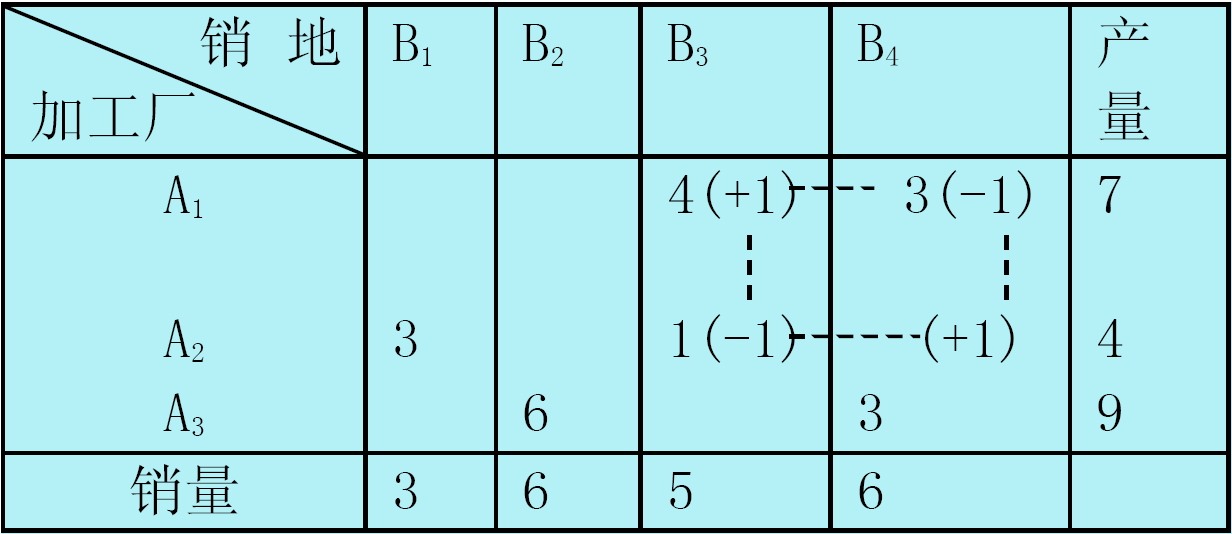 销 地 B₁ B₂ B₃ B₄ 产量
加工厂
A₁ 4(+1) 3(-1) 7
A₂ 3 1(-1) (+1) 4
A₃ 6 3 9
销量 3 6 5 6